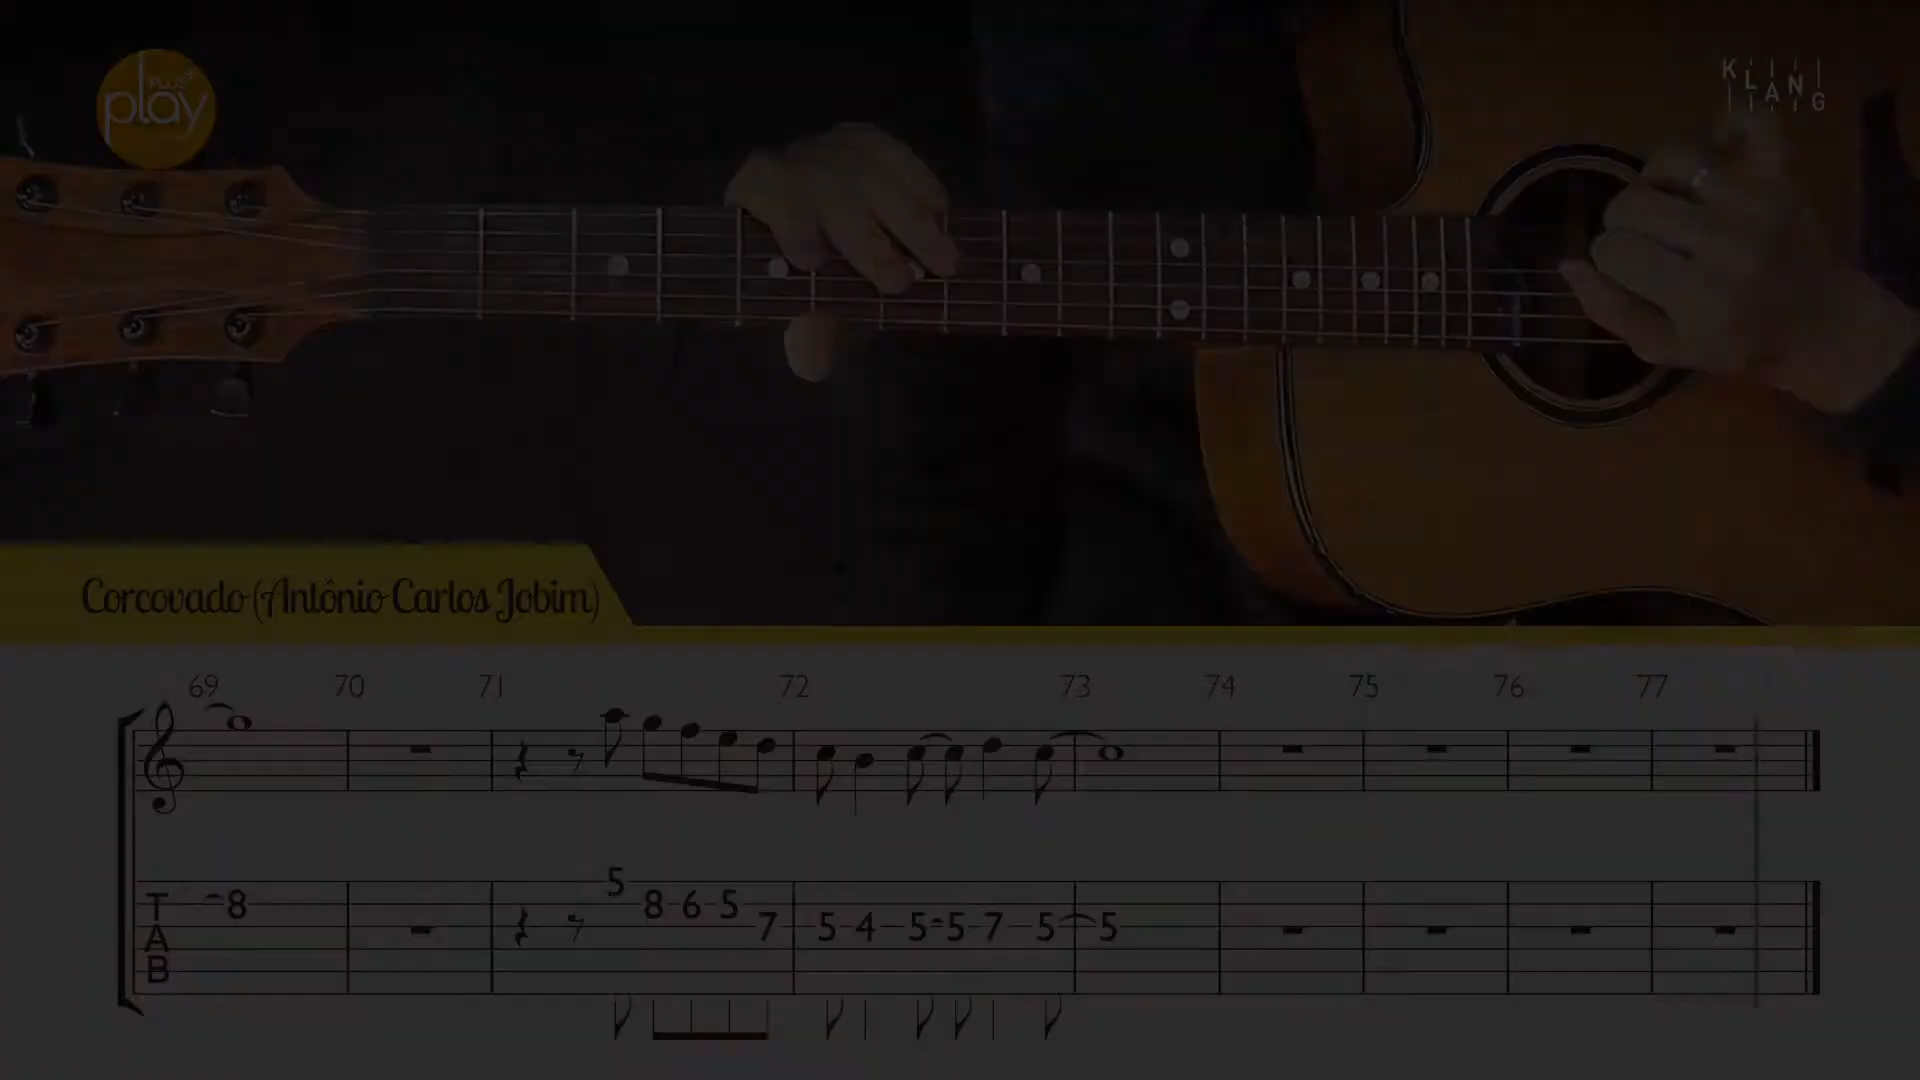 PLUS+
play
KLANG
Corcovado (Antônio Carlos Jobim)
69 70 71 72 73 74 75 76 77
5
T 8 8 6 5
A 7 5 4 5 5 7 5 5
B